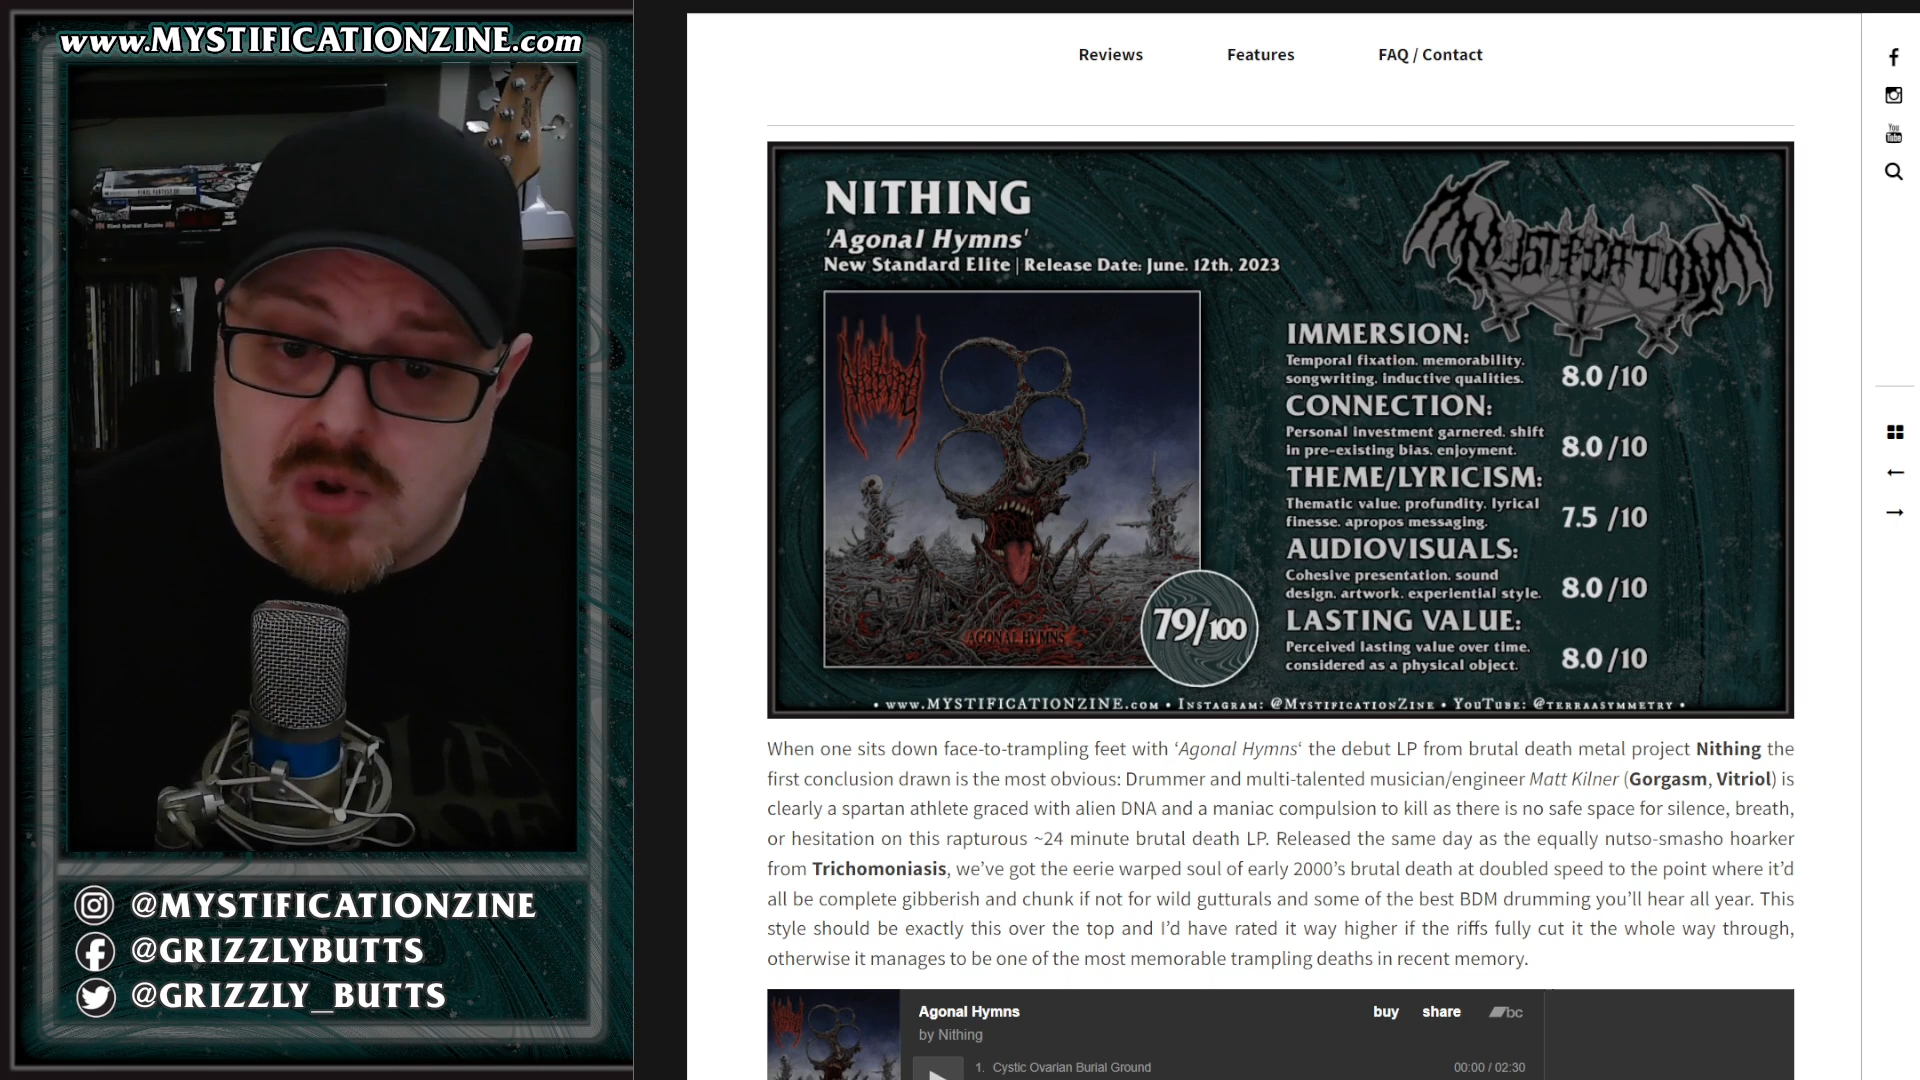 www.MYSTIFICATIONZINE.com
@MYSTIFICATIONZINE
@GRIZZLYBUTTS
@GRIZZLY_BUTTS
Reviews
Features
FAQ / Contact
NITHING
'Agonal Hymns'
New Standard Elite | Release Date: June. 12th, 2023
MYSTIFICATION
IMMERSION:
Temporal fixation, memorability,
songwriting, inductive qualities.
8.0 /10
CONNECTION:
Personal investment garnered, shift
in pre-existing bias, enjoyment.
8.0 /10
THEME/LYRICISM:
Thematic value, profundity, lyrical
finesse, apropos messaging.
7.5 /10
AUDIOVISUALS:
Cohesive presentation, sound
design, artwork, experiential style.
8.0 /10
LASTING VALUE:
Perceived lasting value over time,
considered as a physical object.
8.0 /10
AGONAL HYMNS
79/100
• www.MYSTIFICATIONZINE.com • Instagram: @MystificationZine • YouTube: @terraasymmetry •
When one sits down face-to-trampling feet with ‘Agonal Hymns‘ the debut LP from brutal death metal project Nithing the
first conclusion drawn is the most obvious: Drummer and multi-talented musician/engineer Matt Kilner (Gorgasm, Vitriol) is
clearly a spartan athlete graced with alien DNA and a maniac compulsion to kill as there is no safe space for silence, breath,
or hesitation on this rapturous ~24 minute brutal death LP. Released the same day as the equally nutso-smasho hoarker
from Trichomoniasis, we’ve got the eerie warped soul of early 2000’s brutal death at doubled speed to the point where it’d
all be complete gibberish and chunk if not for wild gutturals and some of the best BDM drumming you’ll hear all year. This
style should be exactly this over the top and I’d have rated it way higher if the riffs fully cut it the whole way through,
otherwise it manages to be one of the most memorable trampling deaths in recent memory.
Agonal Hymns
buy
share
bc
by Nithing
1. Cystic Ovarian Burial Ground
00:00 / 02:30
You
Tube